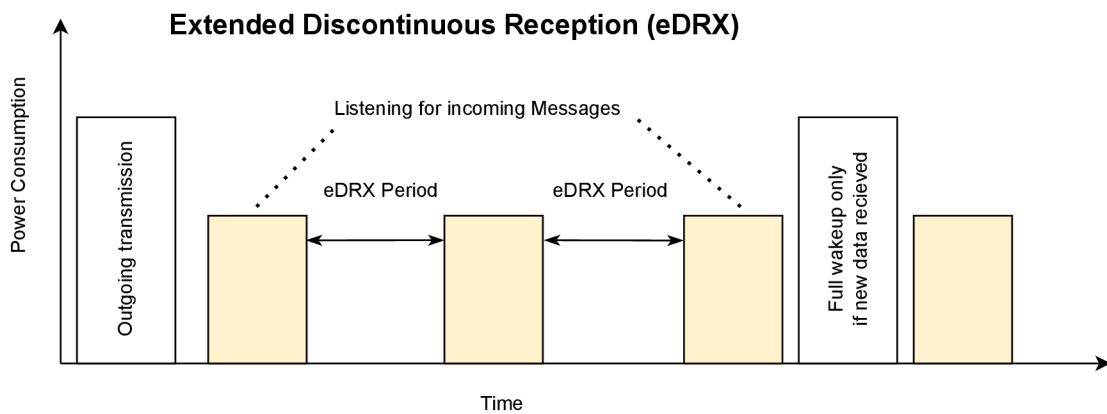 Extended Discontinuous Reception (eDRX)
Power Consumption
Listening for incoming Messages
eDRX Period
eDRX Period
Outgoing transmission
Full wakeup only
if new data recieved
Time